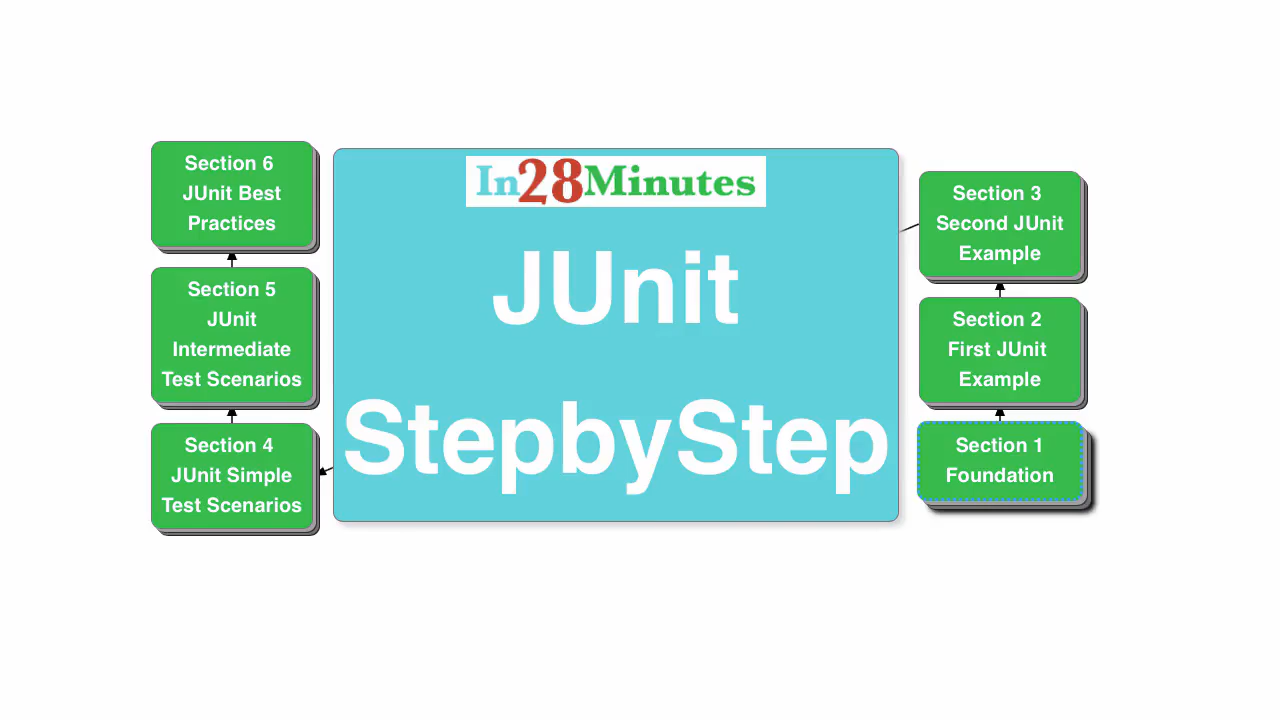 In28Minutes
JUnit
StepbyStep
Section 1
Foundation
Section 2
First JUnit
Example
Section 3
Second JUnit
Example
Section 4
JUnit Simple
Test Scenarios
Section 5
JUnit
Intermediate
Test Scenarios
Section 6
JUnit Best
Practices